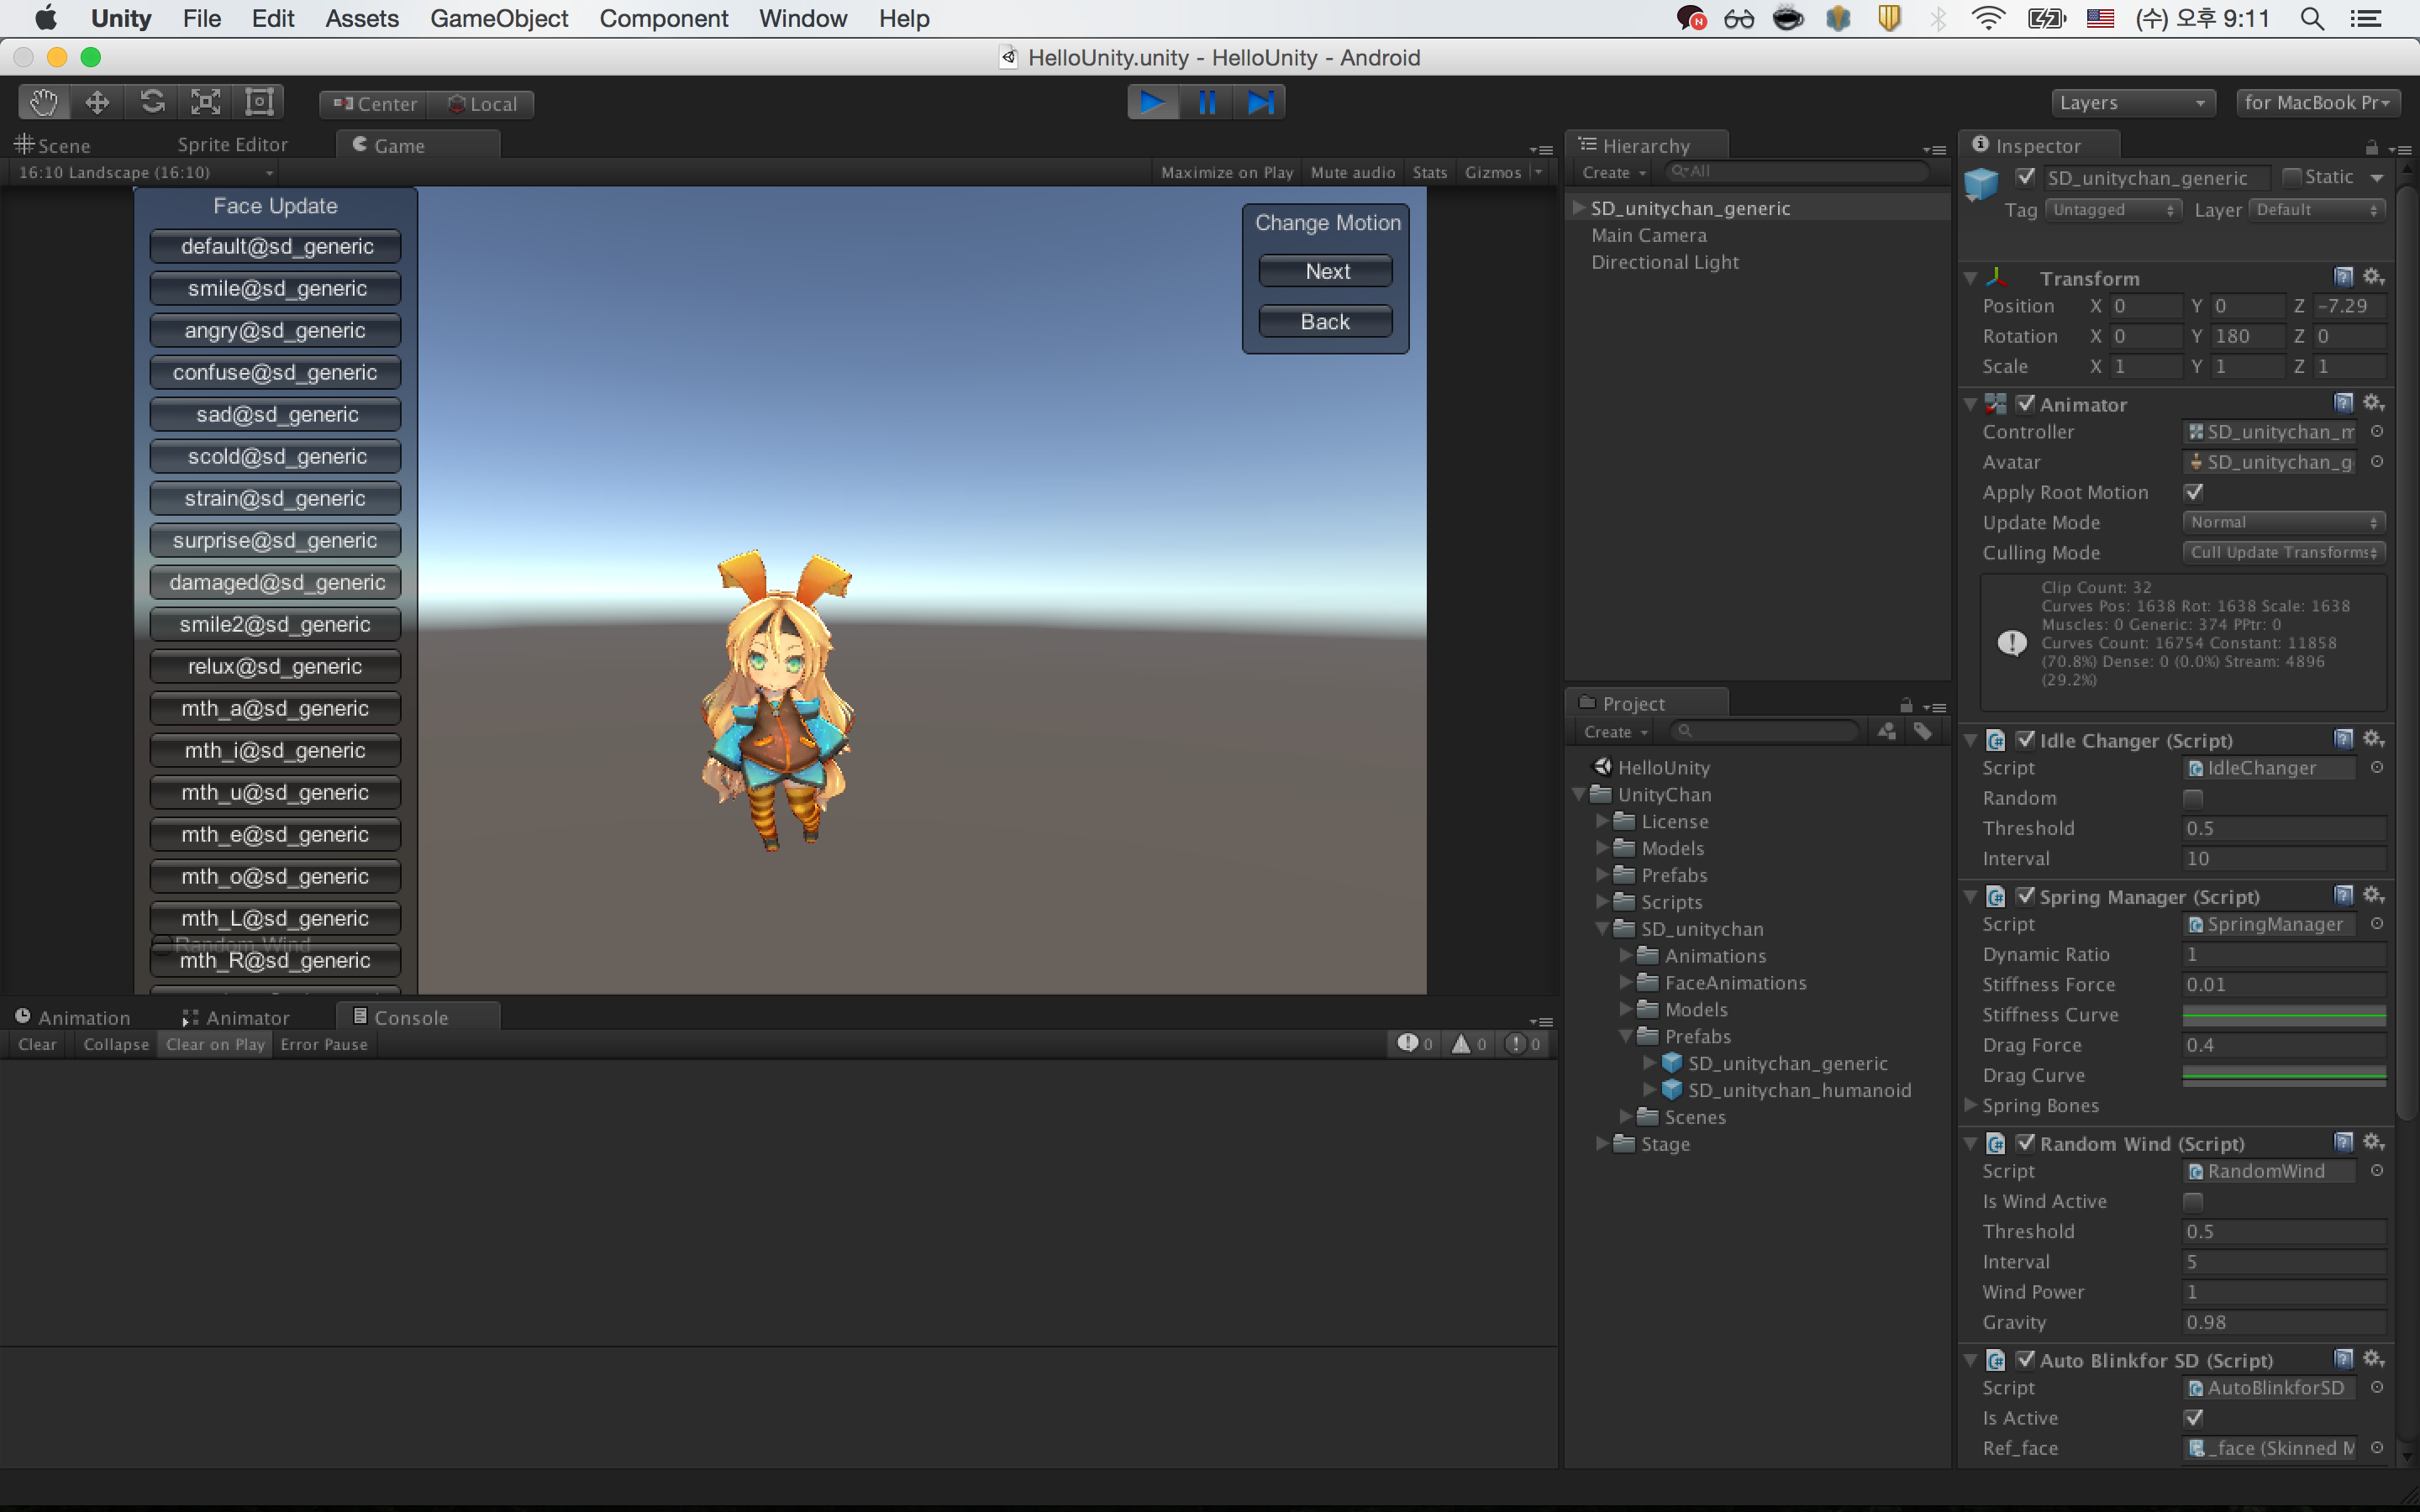 Unity File Edit Assets GameObject Component Window Help
(수) 오후 9:11
HelloUnity.unity - HelloUnity - Android
Center Local
Layers
for MacBook Pr
Scene Sprite Editor Game
16:10 Landscape (16:10)
Maximize on Play Mute audio Stats Gizmos
Face Update
default@sd_generic
smile@sd_generic
angry@sd_generic
confuse@sd_generic
sad@sd_generic
scold@sd_generic
strain@sd_generic
surprise@sd_generic
damaged@sd_generic
smile2@sd_generic
relux@sd_generic
mth_a@sd_generic
mth_i@sd_generic
mth_u@sd_generic
mth_e@sd_generic
mth_o@sd_generic
mth_L@sd_generic
Random Wind
mth_R@sd_generic
Change Motion
Next
Back
Animation Animator Console
Clear Collapse Clear on Play Error Pause
0 0 0
Hierarchy
Create All
SD_unitychan_generic
Main Camera
Directional Light
Project
Create
HelloUnity
UnityChan
License
Models
Prefabs
Scripts
SD_unitychan
Animations
FaceAnimations
Models
Prefabs
SD_unitychan_generic
SD_unitychan_humanoid
Scenes
Stage
Inspector
SD_unitychan_generic Static
Tag Untagged Layer Default
Transform
Position X 0 Y 0 Z -7.29
Rotation X 0 Y 180 Z 0
Scale X 1 Y 1 Z 1
Animator
Controller SD_unitychan_m
Avatar SD_unitychan_g
Apply Root Motion
Update Mode Normal
Culling Mode Cull Update Transforms
Clip Count: 32
Curves Pos: 1638 Rot: 1638 Scale: 1638
Muscles: 0 Generic: 374 PPtr: 0
Curves Count: 16754 Constant: 11858
(70.8%) Dense: 0 (0.0%) Stream: 4896
(29.2%)
Idle Changer (Script)
Script IdleChanger
Random
Threshold 0.5
Interval 10
Spring Manager (Script)
Script SpringManager
Dynamic Ratio 1
Stiffness Force 0.01
Stiffness Curve
Drag Force 0.4
Drag Curve
Spring Bones
Random Wind (Script)
Script RandomWind
Is Wind Active
Threshold 0.5
Interval 5
Wind Power 1
Gravity 0.98
Auto Blinkfor SD (Script)
Script AutoBlinkforSD
Is Active
Ref_face _face (Skinned M